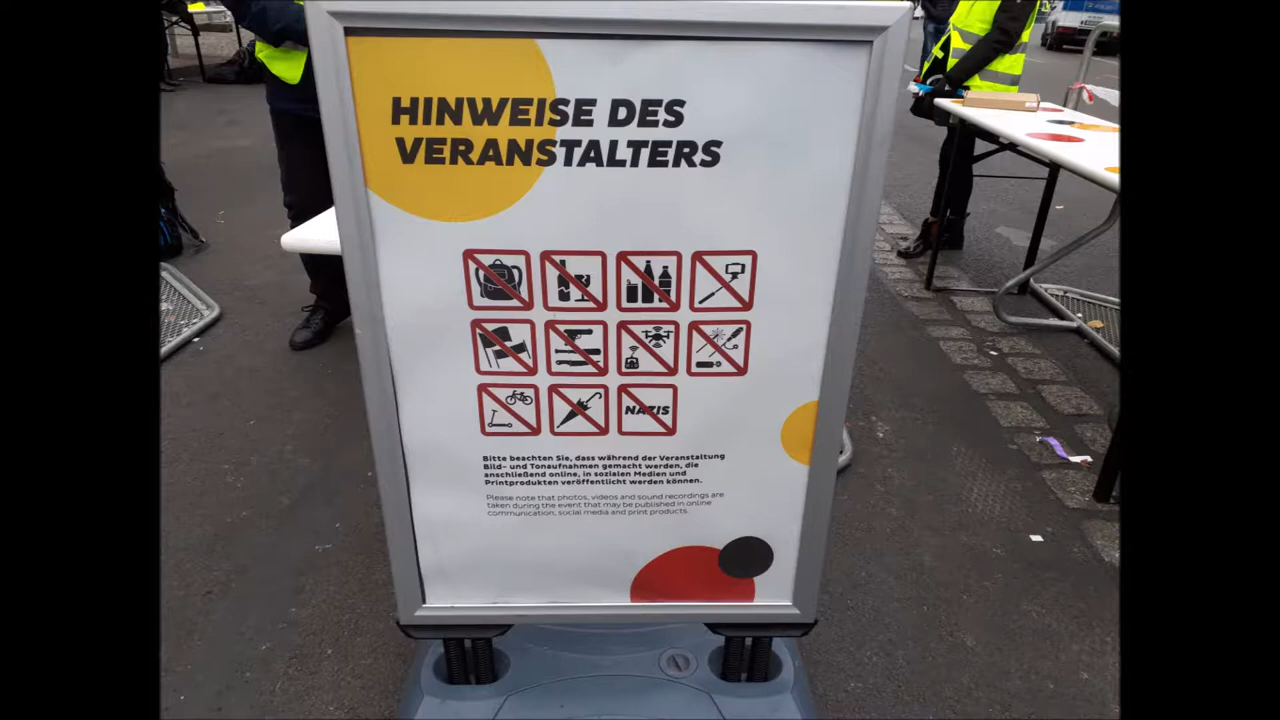 HINWEISE DES
VERANSTALTERS
NAZIS
Bitte beachten Sie, dass während der Veranstaltung
Bild- und Tonaufnahmen gemacht werden, die
anschließend online, in sozialen Medien und
Printprodukten veröffentlicht werden können.
Please note that photos, videos and sound recordings are
taken during the event that may be published in online
communication, social media and print products.